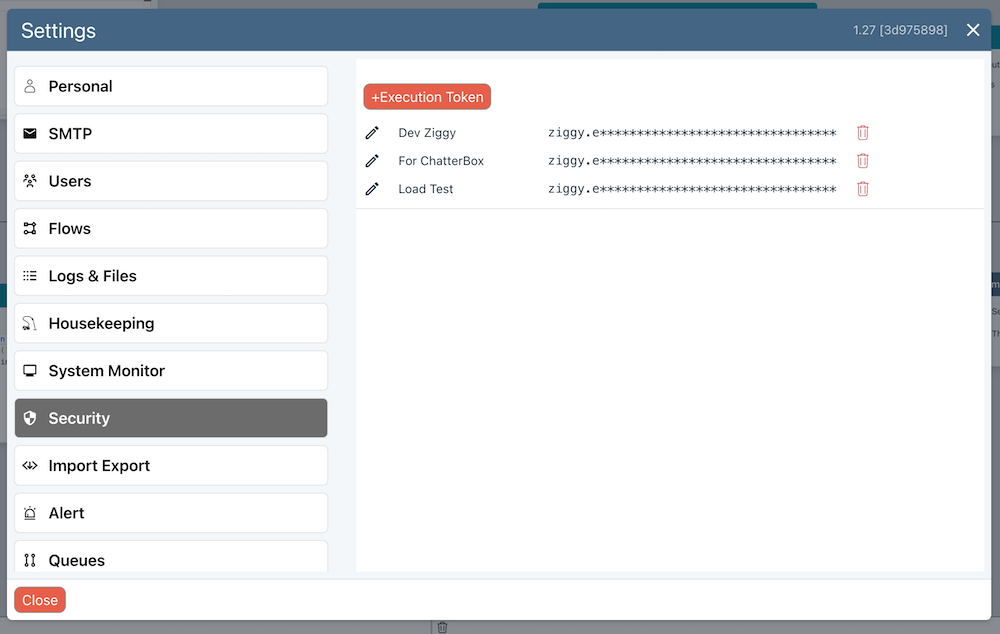 Settings
1.27 [3d975898]
Personal
SMTP
Users
Flows
Logs & Files
Housekeeping
System Monitor
Security
Import Export
Alert
Queues
+Execution Token
Dev Ziggy ziggy.e********************************
For ChatterBox ziggy.e********************************
Load Test ziggy.e********************************
Close